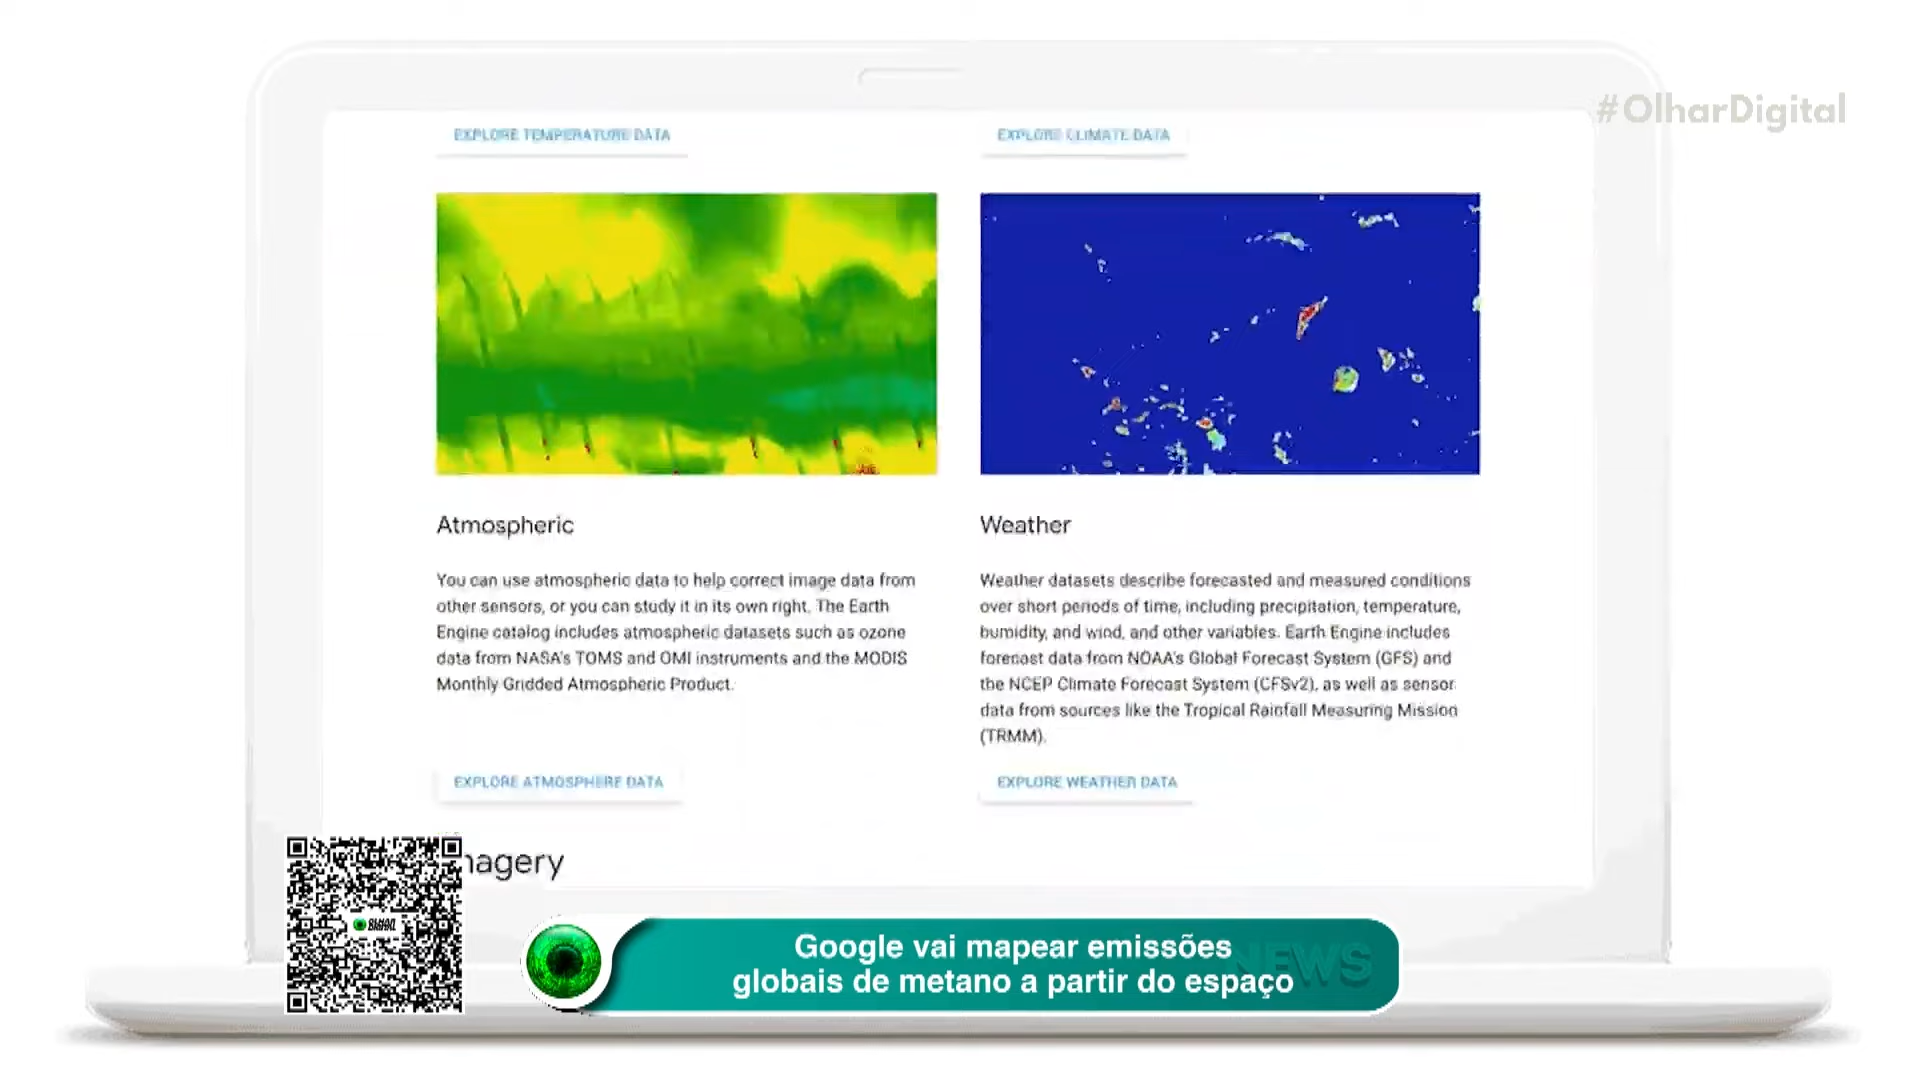 #OlharDigital
EXPLORE TEMPERATURE DATA
EXPLORE CLIMATE DATA
Atmospheric
You can use atmospheric data to help correct image data from
other sensors, or you can study it in its own right. The Earth
Engine catalog includes atmospheric datasets such as ozone
data from NASA's TOMS and OMI instruments and the MODIS
Monthly Gridded Atmospheric Product.
EXPLORE ATMOSPHERE DATA
Weather
Weather datasets describe forecasted and measured conditions
over short periods of time, including precipitation, temperature,
humidity, and wind, and other variables. Earth Engine includes
forecast data from NOAA's Global Forecast System (GFS) and
the NCEP Climate Forecast System (CFSv2), as well as sensor
data from sources like the Tropical Rainfall Measuring Mission
(TRMM).
EXPLORE WEATHER DATA
magery
Google vai mapear emissões
globais de metano a partir do espaço
NEWS